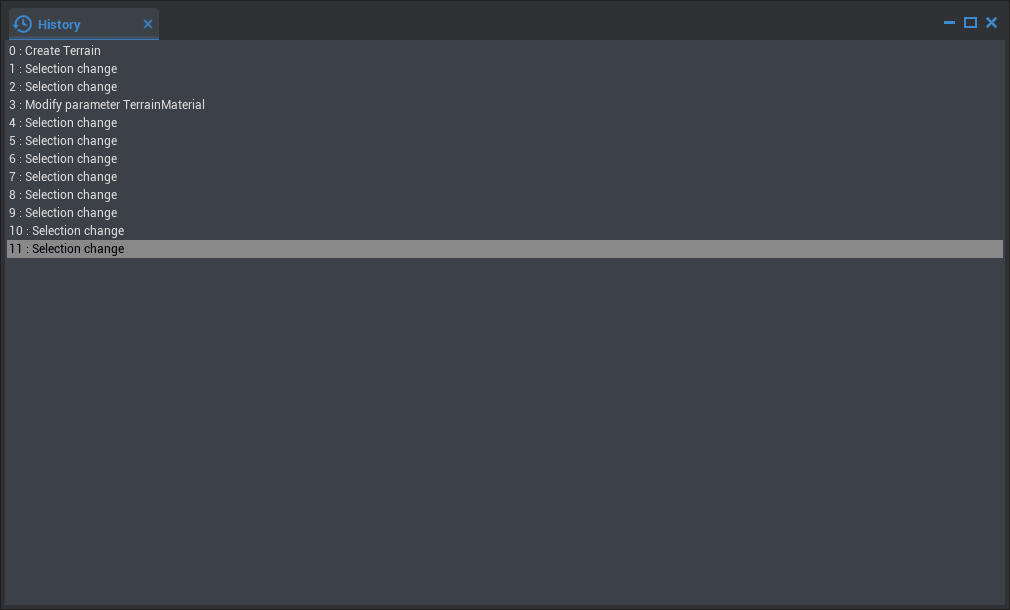 History
0 : Create Terrain
1 : Selection change
2 : Selection change
3 : Modify parameter TerrainMaterial
4 : Selection change
5 : Selection change
6 : Selection change
7 : Selection change
8 : Selection change
9 : Selection change
10 : Selection change
11 : Selection change